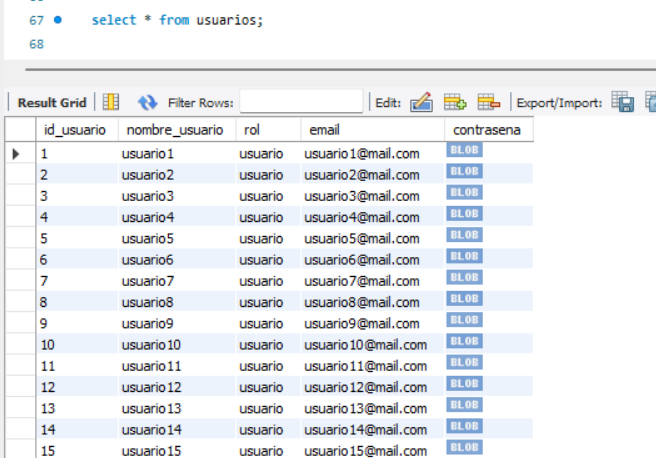 67 select * from usuarios;
68
Result Grid Filter Rows: Edit: Export/Import:
id_usuario nombre_usuario rol email contrasena
1 usuario1 usuario usuario1@mail.com BLOB
2 usuario2 usuario usuario2@mail.com BLOB
3 usuario3 usuario usuario3@mail.com BLOB
4 usuario4 usuario usuario4@mail.com BLOB
5 usuario5 usuario usuario5@mail.com BLOB
6 usuario6 usuario usuario6@mail.com BLOB
7 usuario7 usuario usuario7@mail.com BLOB
8 usuario8 usuario usuario8@mail.com BLOB
9 usuario9 usuario usuario9@mail.com BLOB
10 usuario10 usuario usuario10@mail.com BLOB
11 usuario11 usuario usuario11@mail.com BLOB
12 usuario12 usuario usuario12@mail.com BLOB
13 usuario13 usuario usuario13@mail.com BLOB
14 usuario14 usuario usuario14@mail.com BLOB
15 usuario15 usuario usuario15@mail.com BLOB